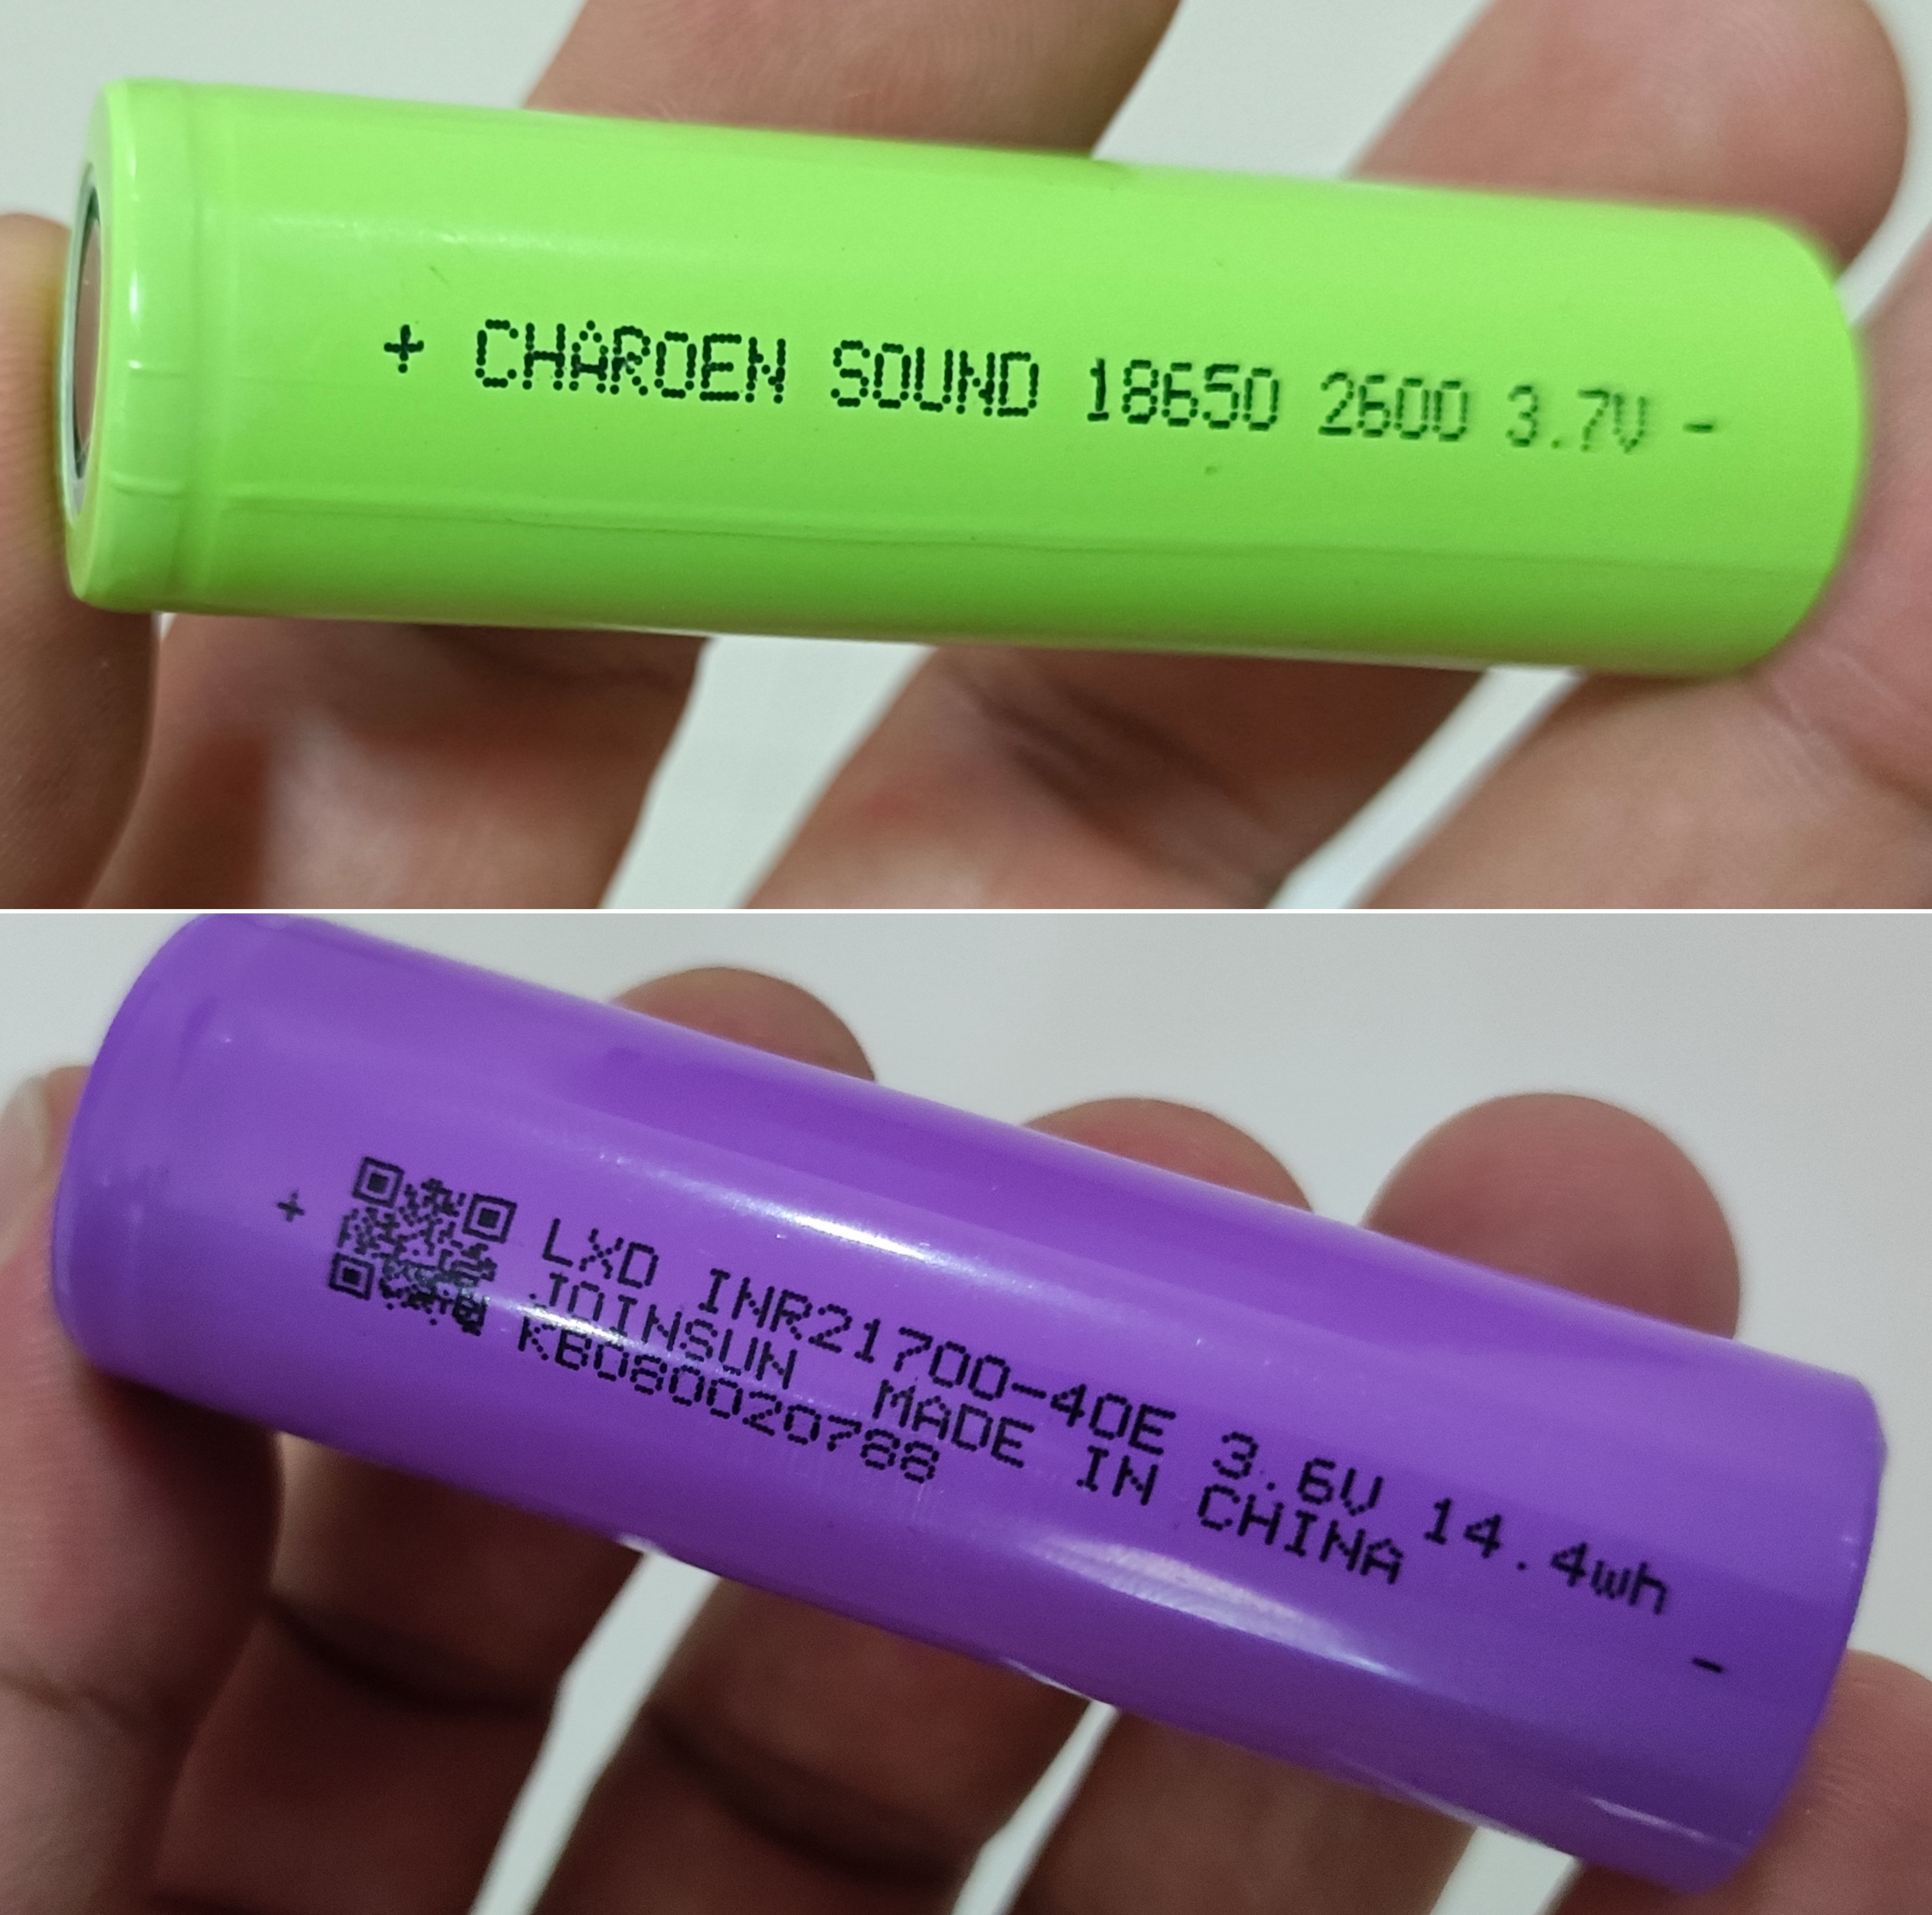 + CHAROEN SOUND 18650 2600 3.7V -
+ LXD INR21700-40E 3.6V 14.4wh -
JOINSUN MADE IN CHINA
KB080020788